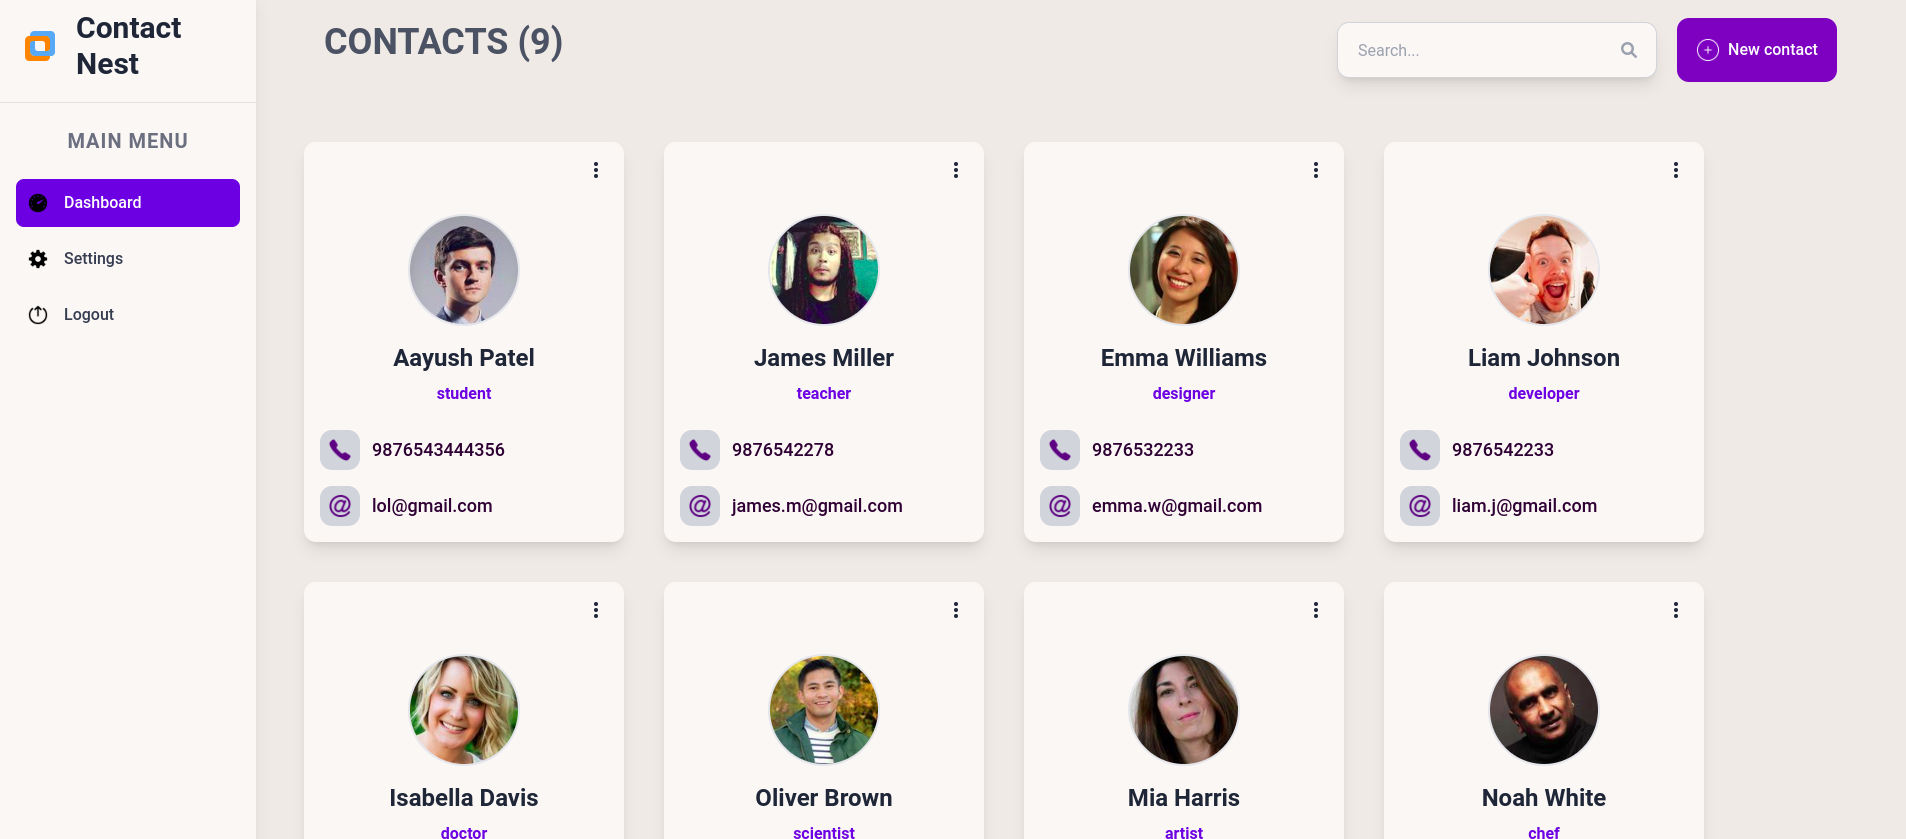 Contact
Nest
CONTACTS (9)
Search...
New contact
MAIN MENU
Dashboard
Settings
Logout
Aayush Patel
student
9876543444356
lol@gmail.com
James Miller
teacher
9876542278
james.m@gmail.com
Emma Williams
designer
9876532233
emma.w@gmail.com
Liam Johnson
developer
9876542233
liam.j@gmail.com
Isabella Davis
doctor
Oliver Brown
scientist
Mia Harris
artist
Noah White
chef